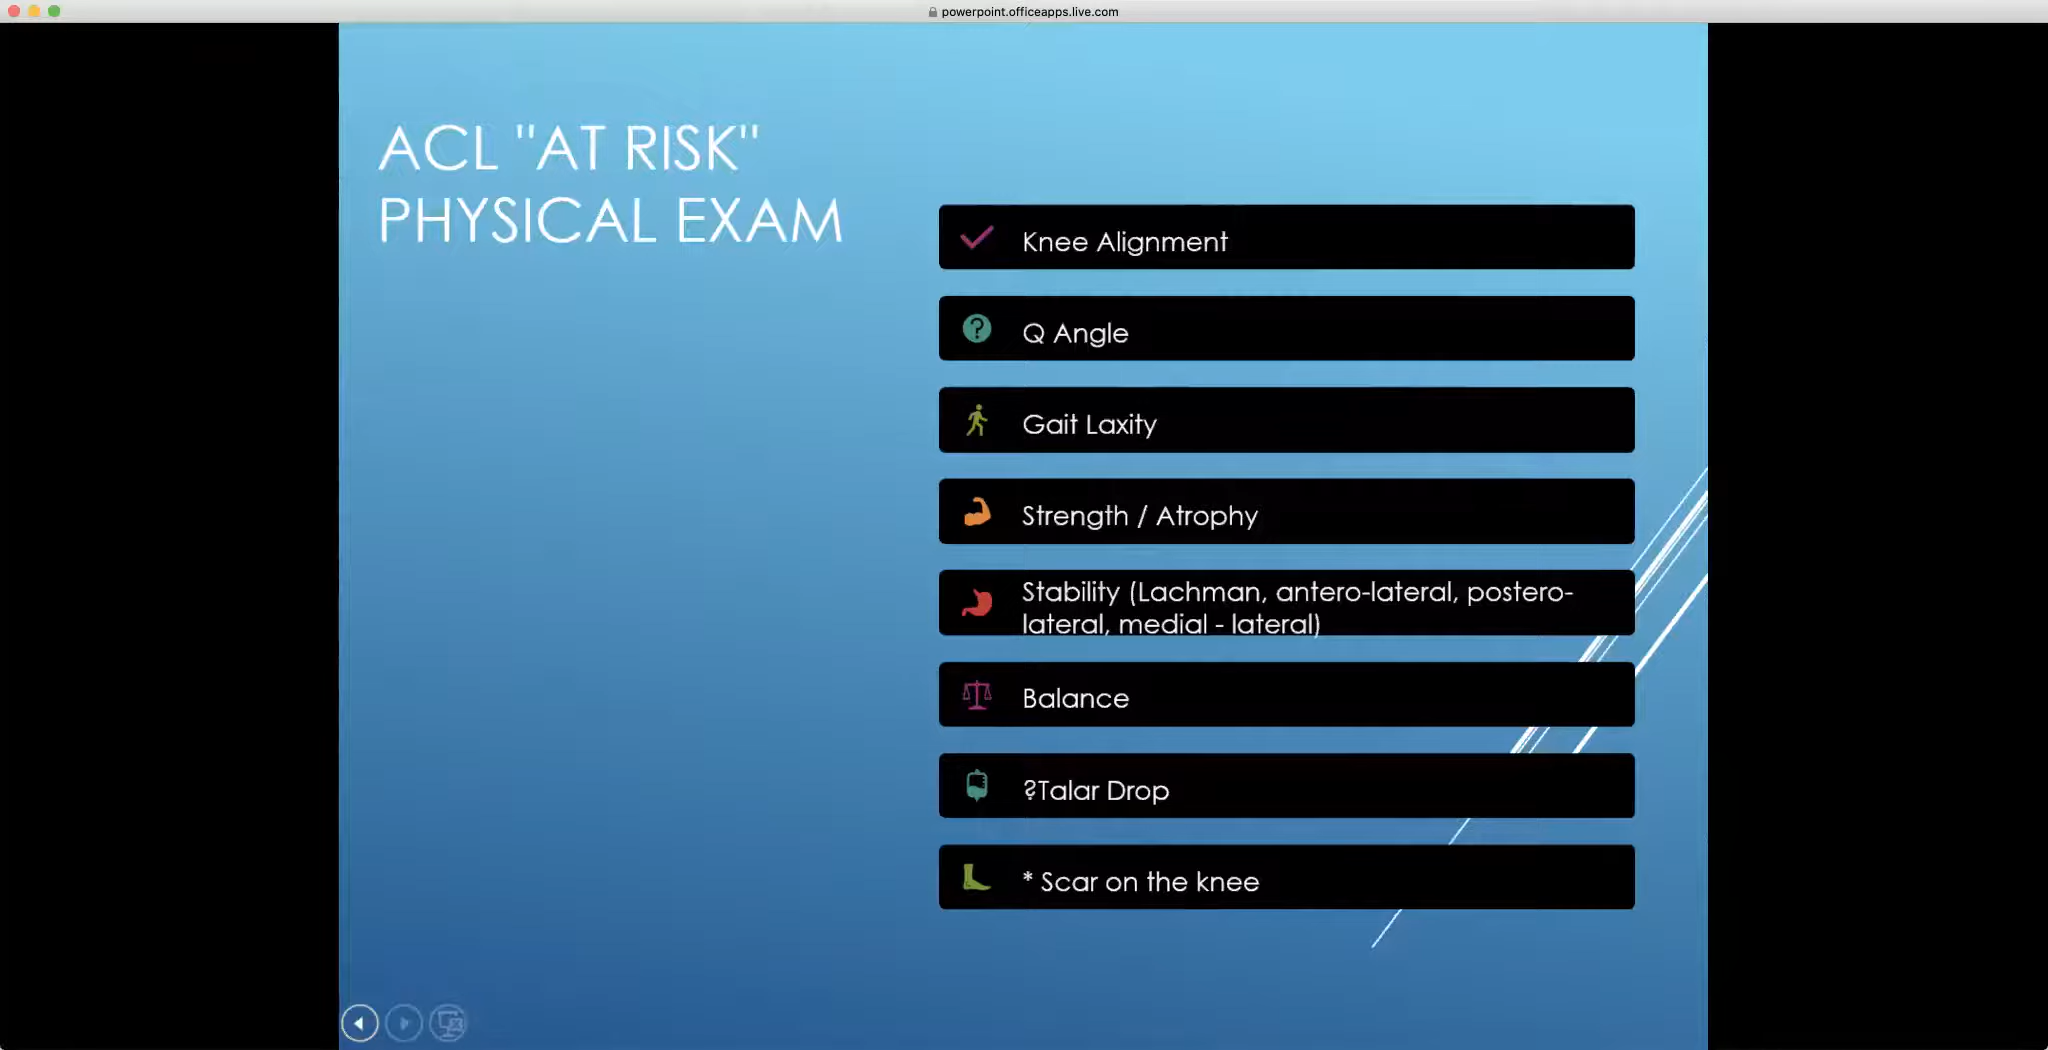 powerpoint.officeapps.live.com
ACL "AT RISK"
PHYSICAL EXAM
Knee Alignment
Q Angle
Gait Laxity
Strength / Atrophy
Stability (Lachman, antero-lateral, postero-
lateral, medial - lateral)
Balance
?Talar Drop
* Scar on the knee